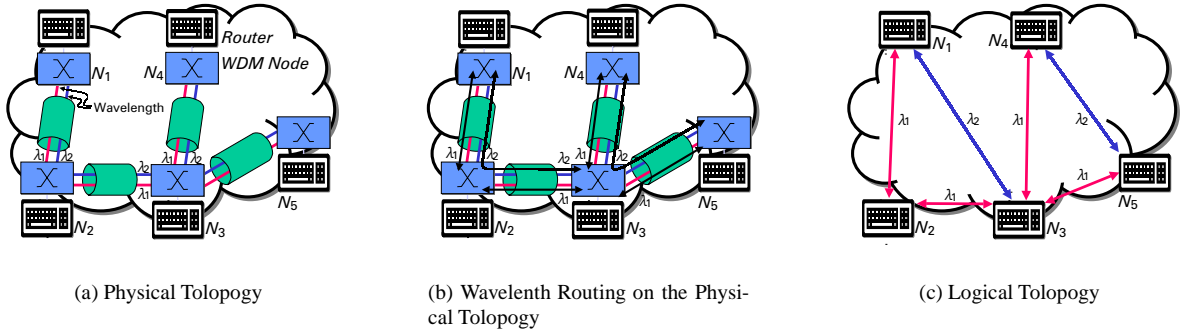 Router
WDM Node
N1
N4
Wavelength
λ1
λ2
λ1
λ2
λ2
λ1
N5
N2
N3
(a) Physical Tolopogy
N1
N4
λ1
λ2
λ1
λ2
λ2
λ1
λ1
N5
N2
N3
(b) Wavelenth Routing on the Physi-
cal Tolopogy
N1
N4
λ1
λ2
λ1
λ2
λ1
λ1
N5
N2
N3
(c) Logical Tolopogy